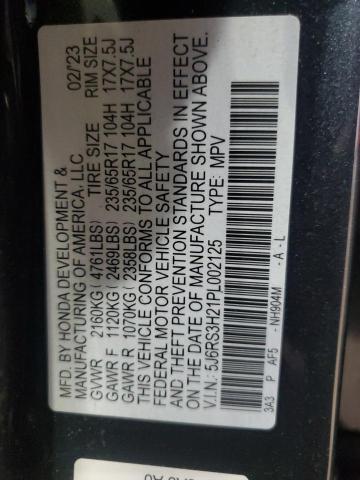 MFD. BY HONDA DEVELOPMENT & 02/23
MANUFACTURING OF AMERICA, LLC.
TIRE SIZE RIM SIZE
GVWR 2160KG (4761LBS)
GAWR F 1120KG (2469LBS) 235/65R17 104H 17X7.5J
GAWR R 1070KG (2358LBS) 235/65R17 104H 17X7.5J
THIS VEHICLE CONFORMS TO ALL APPLICABLE
FEDERAL MOTOR VEHICLE SAFETY
AND THEFT PREVENTION STANDARDS IN EFFECT
ON THE DATE OF MANUFACTURE SHOWN ABOVE.
V.I.N.: 5J6RS3H21PL002125 TYPE: MPV
3A3 P AF5 -NH904M - A - L